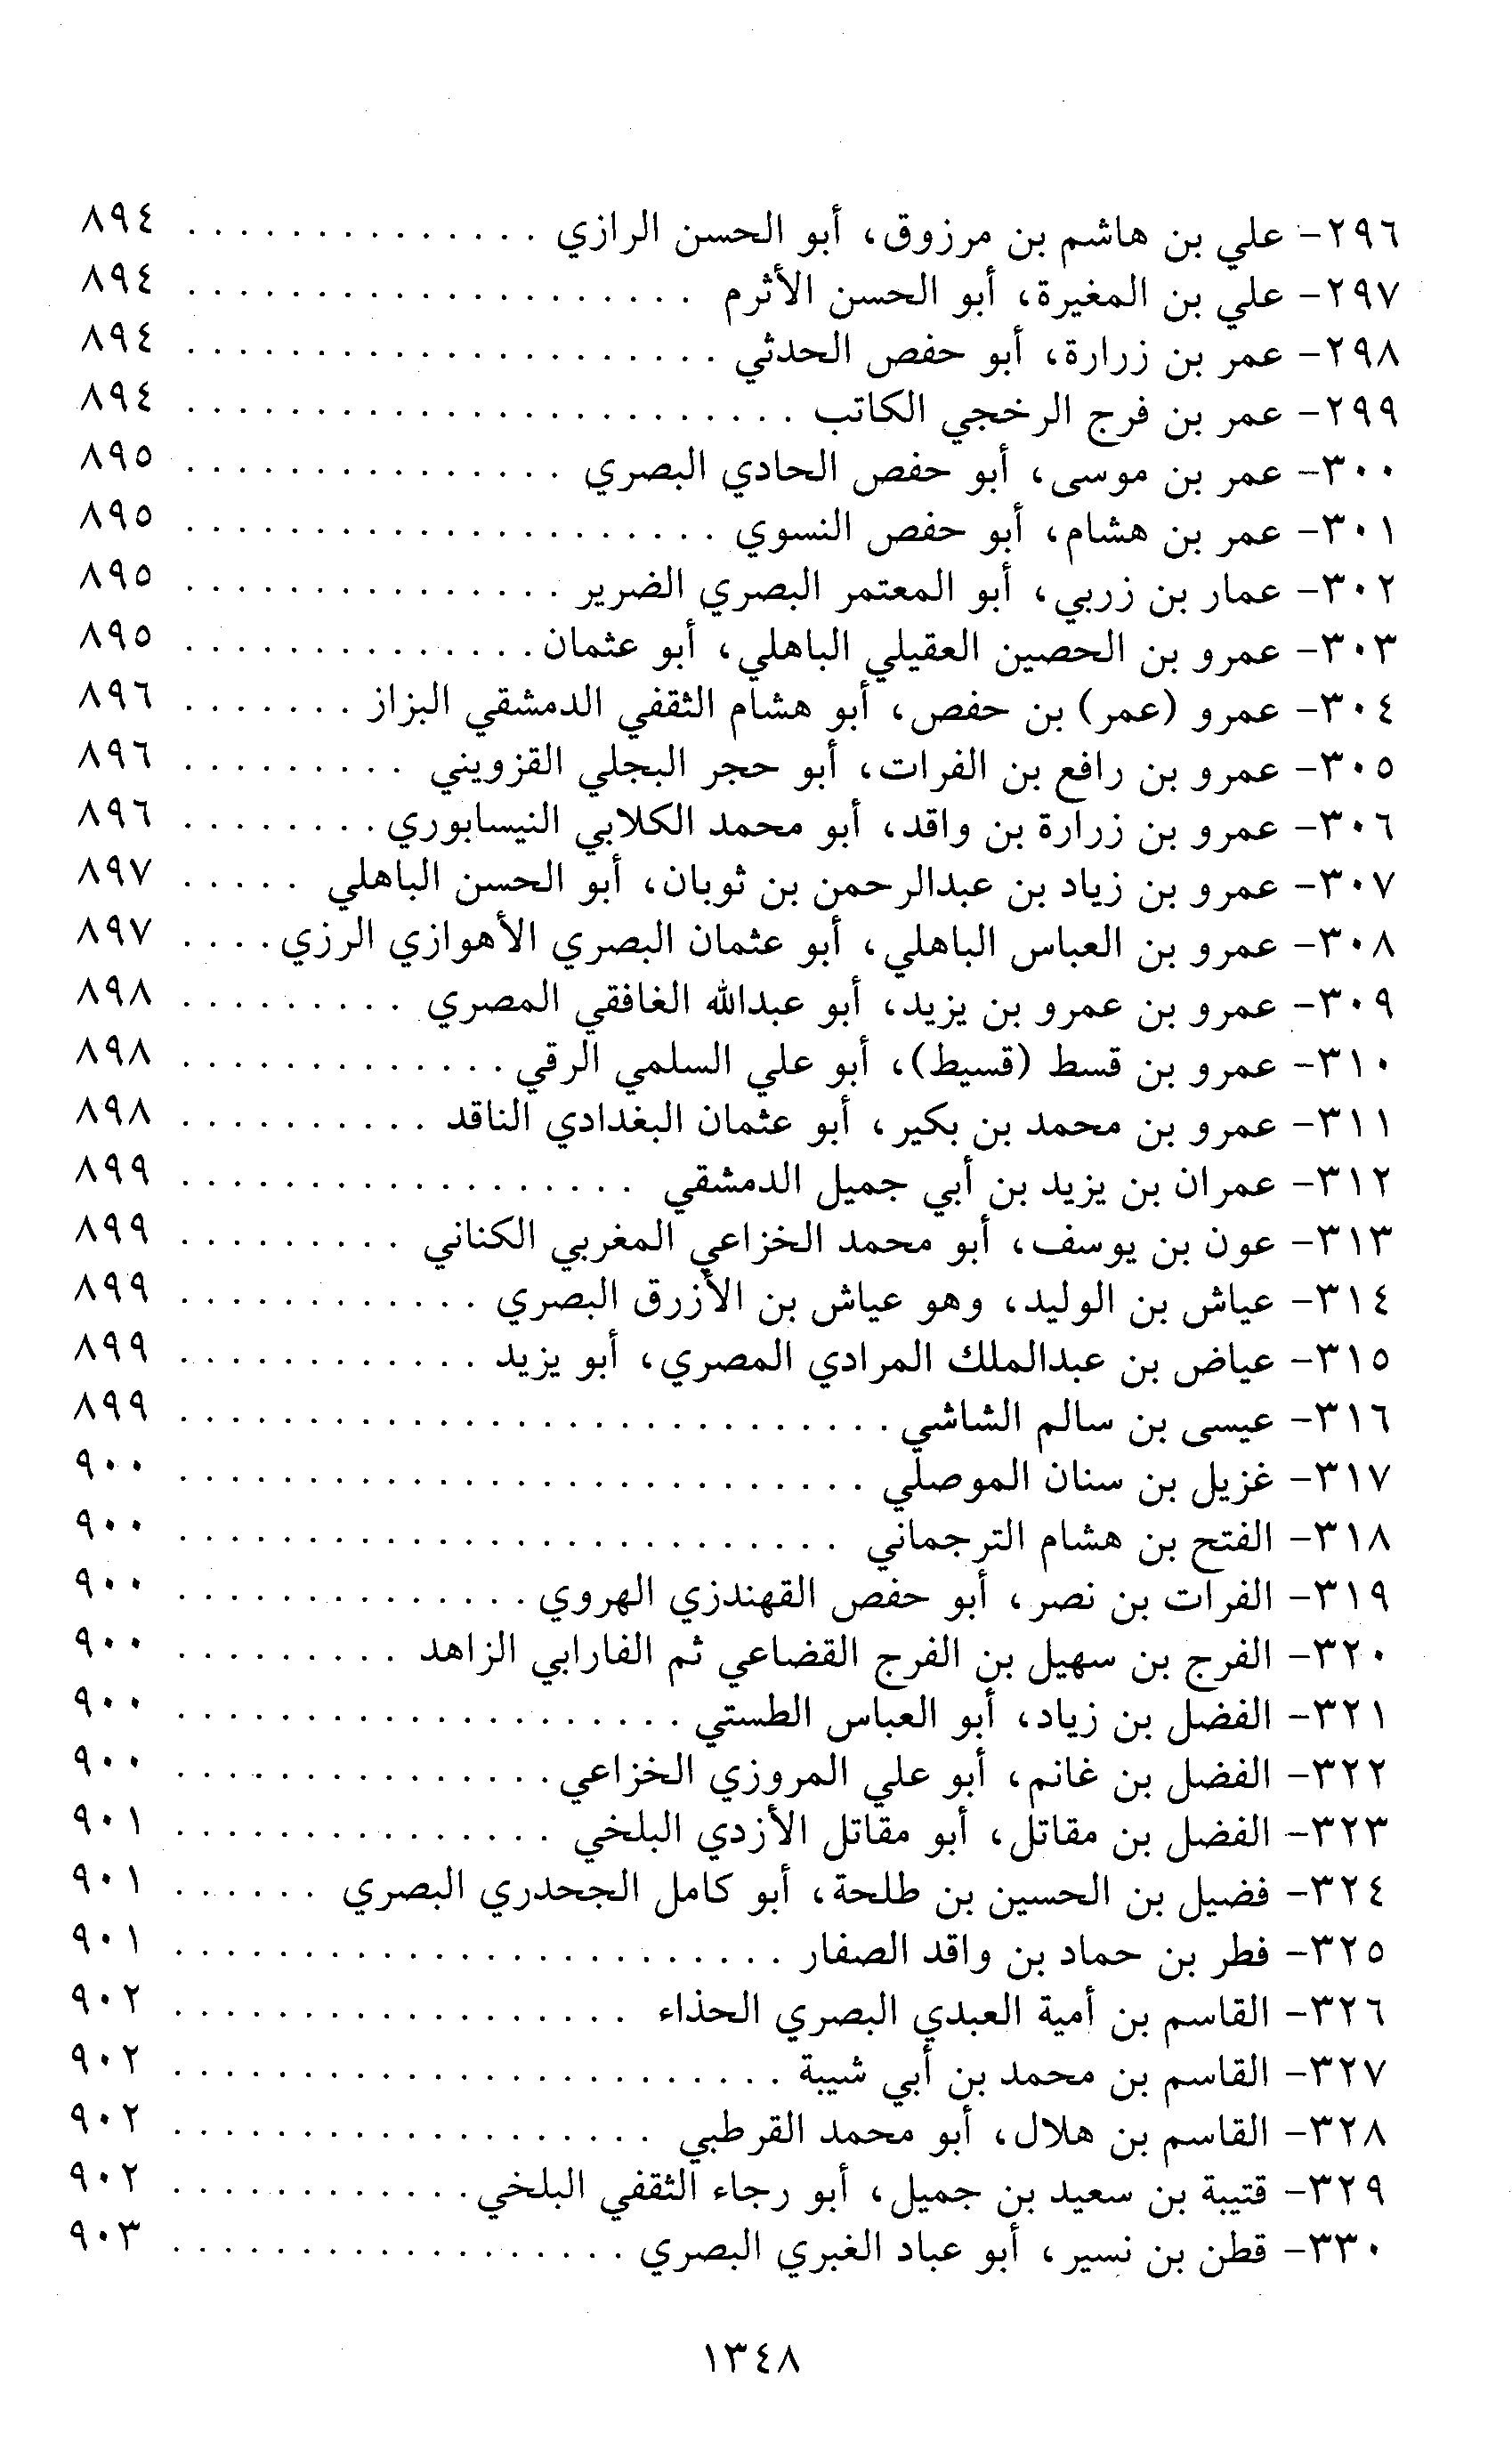 ٢٩٦- علي بن هاشم بن مرزوق، أبو الحسن الرازي . . . . . . . . . . . . . . ٨٩٤
٢٩٧- علي بن المغيرة، أبو الحسن الأثرم . . . . . . . . . . . . . . . . . . . . ٨٩٤
٢٩٨- عمر بن زرارة، أبو حفص الحدثي . . . . . . . . . . . . . . . . . . . . . ٨٩٤
٢٩٩- عمر بن فرج الرخجي الكاتب . . . . . . . . . . . . . . . . . . . . . . . . ٨٩٤
٣٠٠- عمر بن موسى، أبو حفص الحادي البصري . . . . . . . . . . . . . . . ٨٩٥
٣٠١- عمر بن هشام، أبو حفص النسوي . . . . . . . . . . . . . . . . . . . . . ٨٩٥
٣٠٢- عمار بن زربي، أبو المعتمر البصري الضرير . . . . . . . . . . . . . . . ٨٩٥
٣٠٣- عمرو بن الحصين العقيلي الباهلي، أبو عثمان . . . . . . . . . . . . . . ٨٩٥
٣٠٤- عمرو (عمر) بن حفص، أبو هشام الثقفي الدمشقي البزاز . . . . . . . ٨٩٦
٣٠٥- عمرو بن رافع بن الفرات، أبو حجر البجلي القزويني . . . . . . . . . ٨٩٦
٣٠٦- عمرو بن زرارة بن واقد، أبو محمد الكلابي النيسابوري . . . . . . . . ٨٩٦
٣٠٧- عمرو بن زياد بن عبدالرحمن بن ثوبان، أبو الحسن الباهلي . . . . . ٨٩٧
٣٠٨- عمرو بن العباس الباهلي، أبو عثمان البصري الأهوازي الرزي . . . . ٨٩٧
٣٠٩- عمرو بن عمرو بن يزيد، أبو عبدالله الغافقي المصري . . . . . . . . . ٨٩٨
٣١٠- عمرو بن قسط (قسيط)، أبو علي السلمي الرقي . . . . . . . . . . . . . ٨٩٨
٣١١- عمرو بن محمد بن بكير، أبو عثمان البغدادي الناقد . . . . . . . . . . ٨٩٨
٣١٢- عمران بن يزيد بن أبي جميل الدمشقي . . . . . . . . . . . . . . . . . . ٨٩٩
٣١٣- عون بن يوسف، أبو محمد الخزاعي المغربي الكناني . . . . . . . . . ٨٩٩
٣١٤- عياش بن الوليد، وهو عياش بن الأزرق البصري . . . . . . . . . . . . ٨٩٩
٣١٥- عياض بن عبدالملك المرادي المصري، أبو يزيد . . . . . . . . . . . . ٨٩٩
٣١٦- عيسى بن سالم الشاشي . . . . . . . . . . . . . . . . . . . . . . . . . . . . ٨٩٩
٣١٧- غزيل بن سنان الموصلي . . . . . . . . . . . . . . . . . . . . . . . . . . . ٩٠٠
٣١٨- الفتح بن هشام الترجماني . . . . . . . . . . . . . . . . . . . . . . . . . . ٩٠٠
٣١٩- الفرات بن نصر، أبو حفص القهندزي الهروي . . . . . . . . . . . . . . ٩٠٠
٣٢٠- الفرج بن سهيل بن الفرج القضاعي ثم الفارابي الزاهد . . . . . . . . . ٩٠٠
٣٢١- الفضل بن زياد، أبو العباس الطستي . . . . . . . . . . . . . . . . . . . . ٩٠٠
٣٢٢- الفضل بن غانم، أبو علي المروزي الخزاعي . . . . . . . . . . . . . . . ٩٠٠
٣٢٣- الفضل بن مقاتل، أبو مقاتل الأزدي البلخي . . . . . . . . . . . . . . . ٩٠١
٣٢٤- فضيل بن الحسين بن طلحة، أبو كامل الجحدري البصري . . . . . . ٩٠١
٣٢٥- فطر بن حماد بن واقد الصفار . . . . . . . . . . . . . . . . . . . . . . . . ٩٠١
٣٢٦- القاسم بن أمية العبدي البصري الحذاء . . . . . . . . . . . . . . . . . . ٩٠٢
٣٢٧- القاسم بن محمد بن أبي شيبة . . . . . . . . . . . . . . . . . . . . . . . . ٩٠٢
٣٢٨- القاسم بن هلال، أبو محمد القرطبي . . . . . . . . . . . . . . . . . . . ٩٠٢
٣٢٩- قتيبة بن سعيد بن جميل، أبو رجاء الثقفي البلخي . . . . . . . . . . . . ٩٠٢
٣٣٠- قطن بن نسير، أبو عباد الغبري البصري . . . . . . . . . . . . . . . . . . ٩٠٣
١٣٤٨